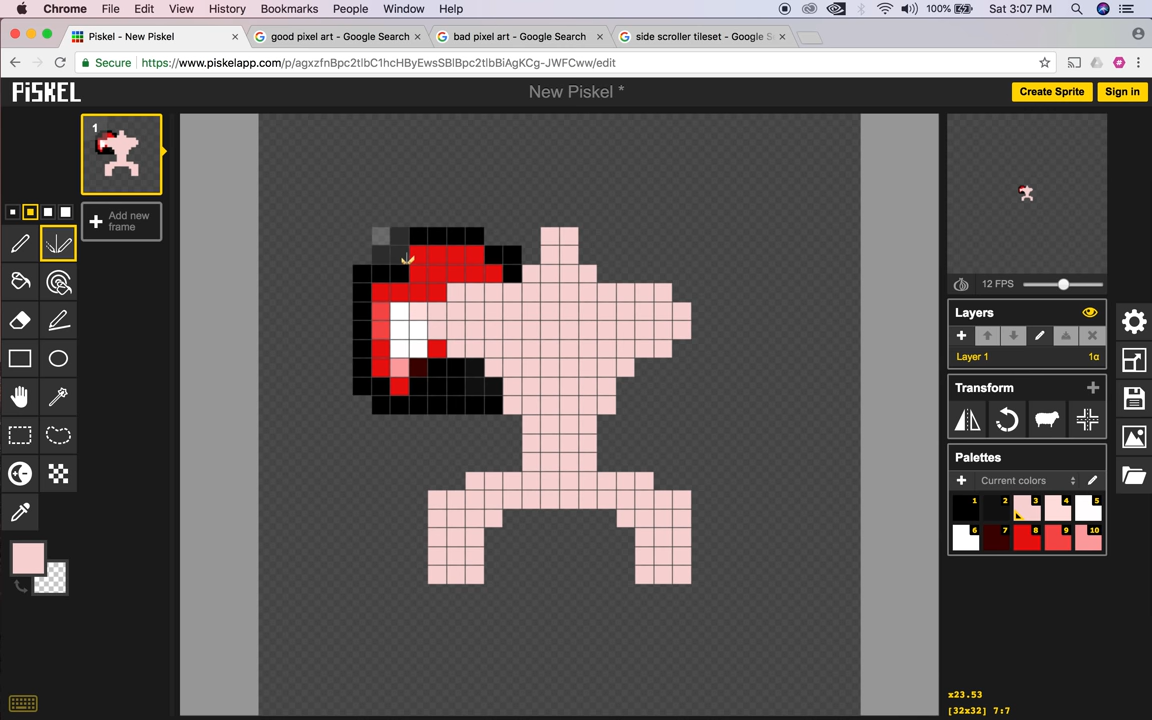 Chrome File Edit View History Bookmarks People Window Help 100% Sat 3:07 PM
Piskel - New Piskel × good pixel art - Google Search × bad pixel art - Google Search × side scroller tileset - Google S ×
Secure https://www.piskelapp.com/p/agxzfnBpc2tlbC1hcHByEwsSBlBpc2tlbBiAgKCg-JWFCww/edit
PiSKEL New Piskel * Create Sprite Sign in
1
Add new
frame
12 FPS
Layers
Layer 1 1α
Transform
Palettes
Current colors
1 2 3 4 5
6 7 8 9 10
x23.53
[32x32] 7:7